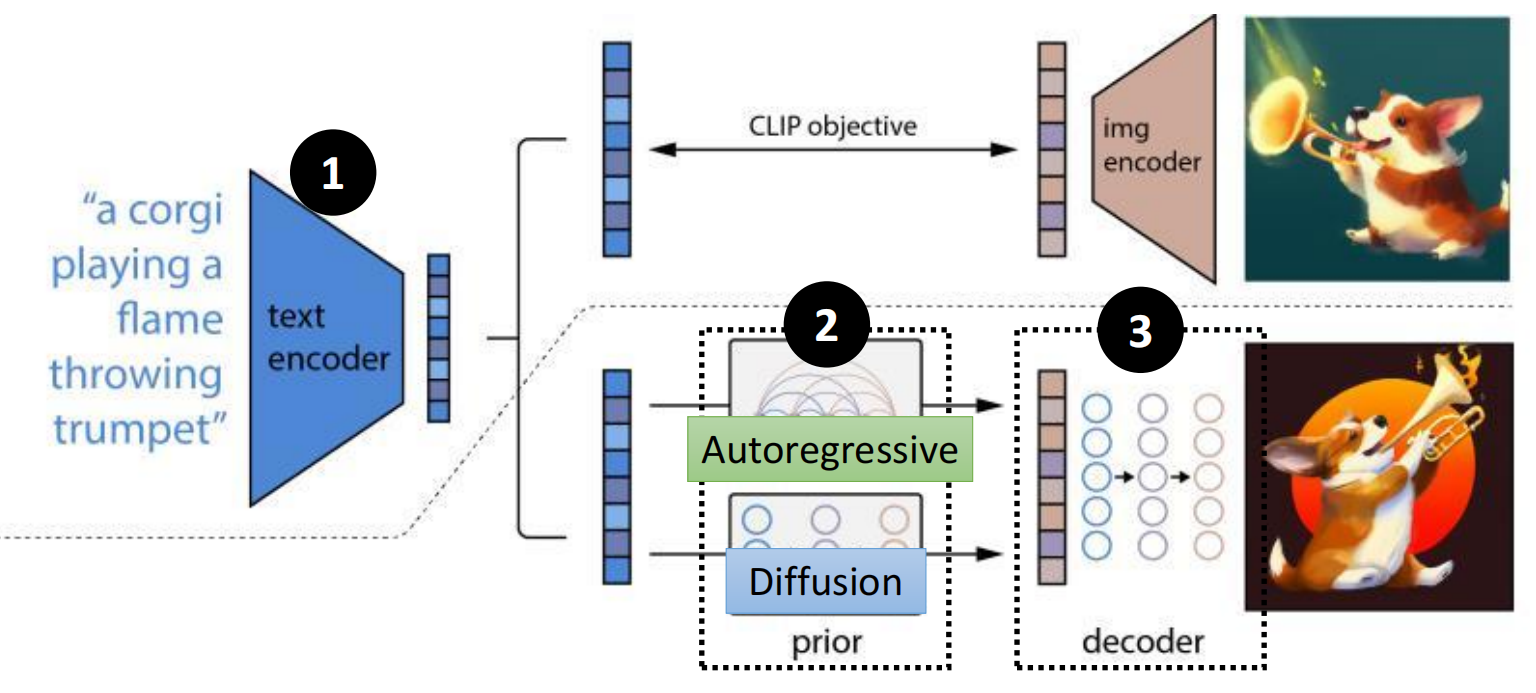 1
“a corgi
playing a
flame
throwing
trumpet”
text
encoder
CLIP objective
img
encoder
2
Autoregressive
Diffusion
prior
3
decoder